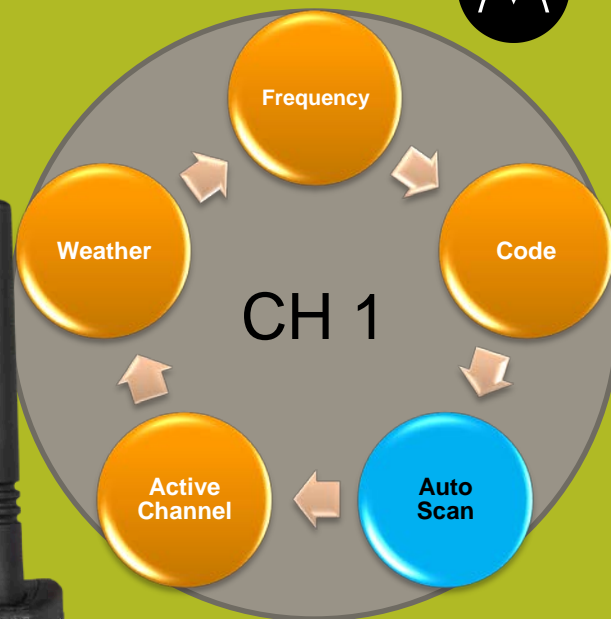 Frequency
Code
Auto
Scan
Active
Channel
Weather
CH 1